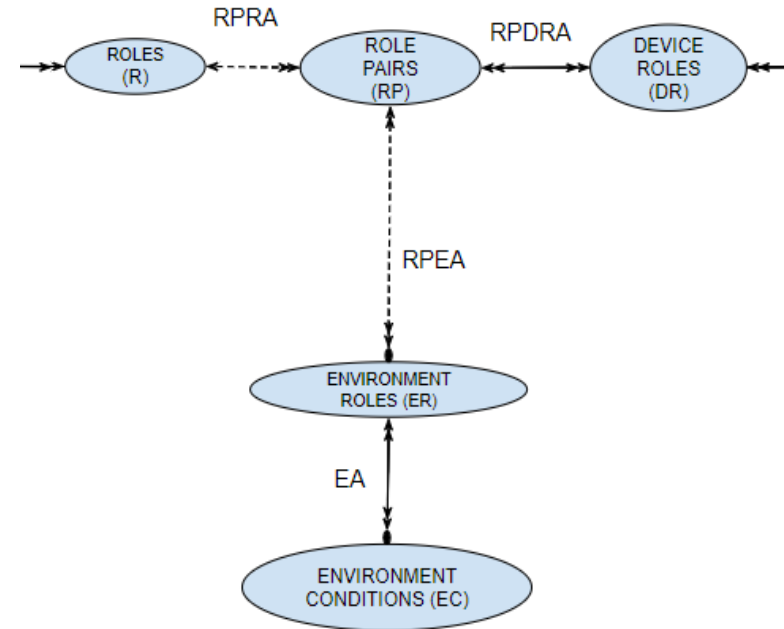 RPRA
ROLES
(R)
ROLE
PAIRS
(RP)
RPDRA
DEVICE
ROLES
(DR)
RPEA
ENVIRONMENT
ROLES (ER)
EA
ENVIRONMENT
CONDITIONS (EC)